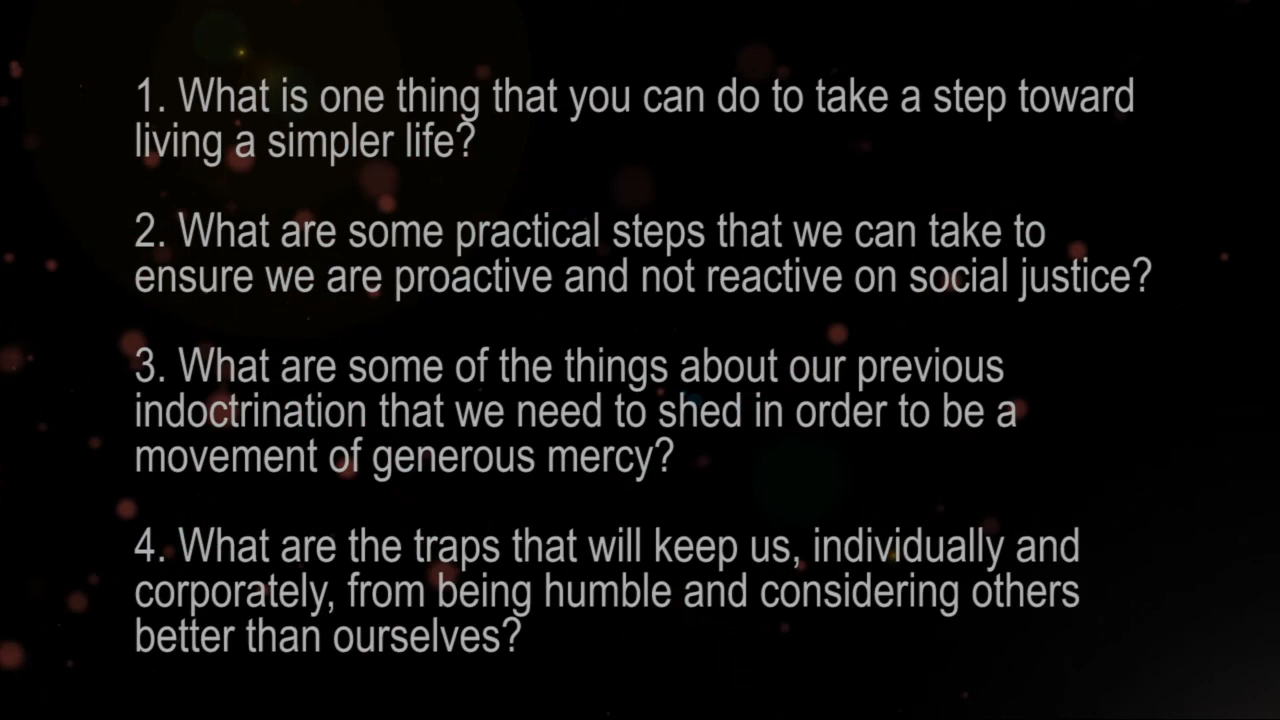 1. What is one thing that you can do to take a step toward
living a simpler life?
2. What are some practical steps that we can take to
ensure we are proactive and not reactive on social justice?
3. What are some of the things about our previous
indoctrination that we need to shed in order to be a
movement of generous mercy?
4. What are the traps that will keep us, individually and
corporately, from being humble and considering others
better than ourselves?